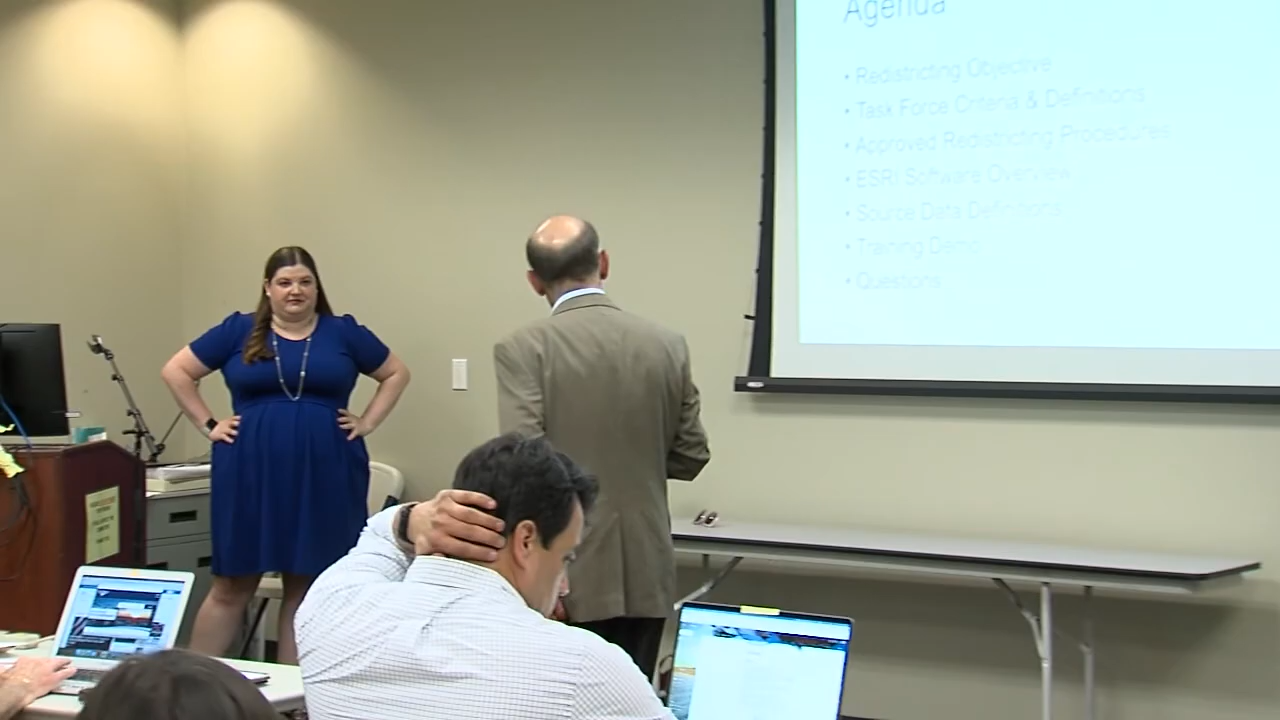 Agenda
• Redistricting Objective
• Task Force Criteria & Definitions
• Approved Redistricting Procedures
• ESRI Software Overview
• Source Data Definitions
• Training Demo
• Questions